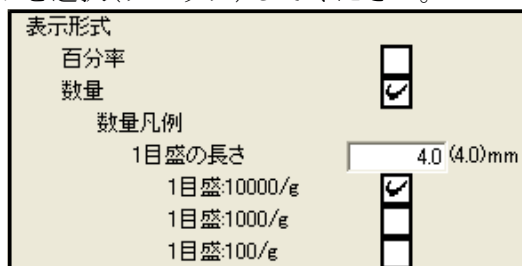 表示形式
百分率
数量
数量凡例
1目盛の長さ 4.0 (4.0)mm
1目盛:10000/g
1目盛:1000/g
1目盛:100/g